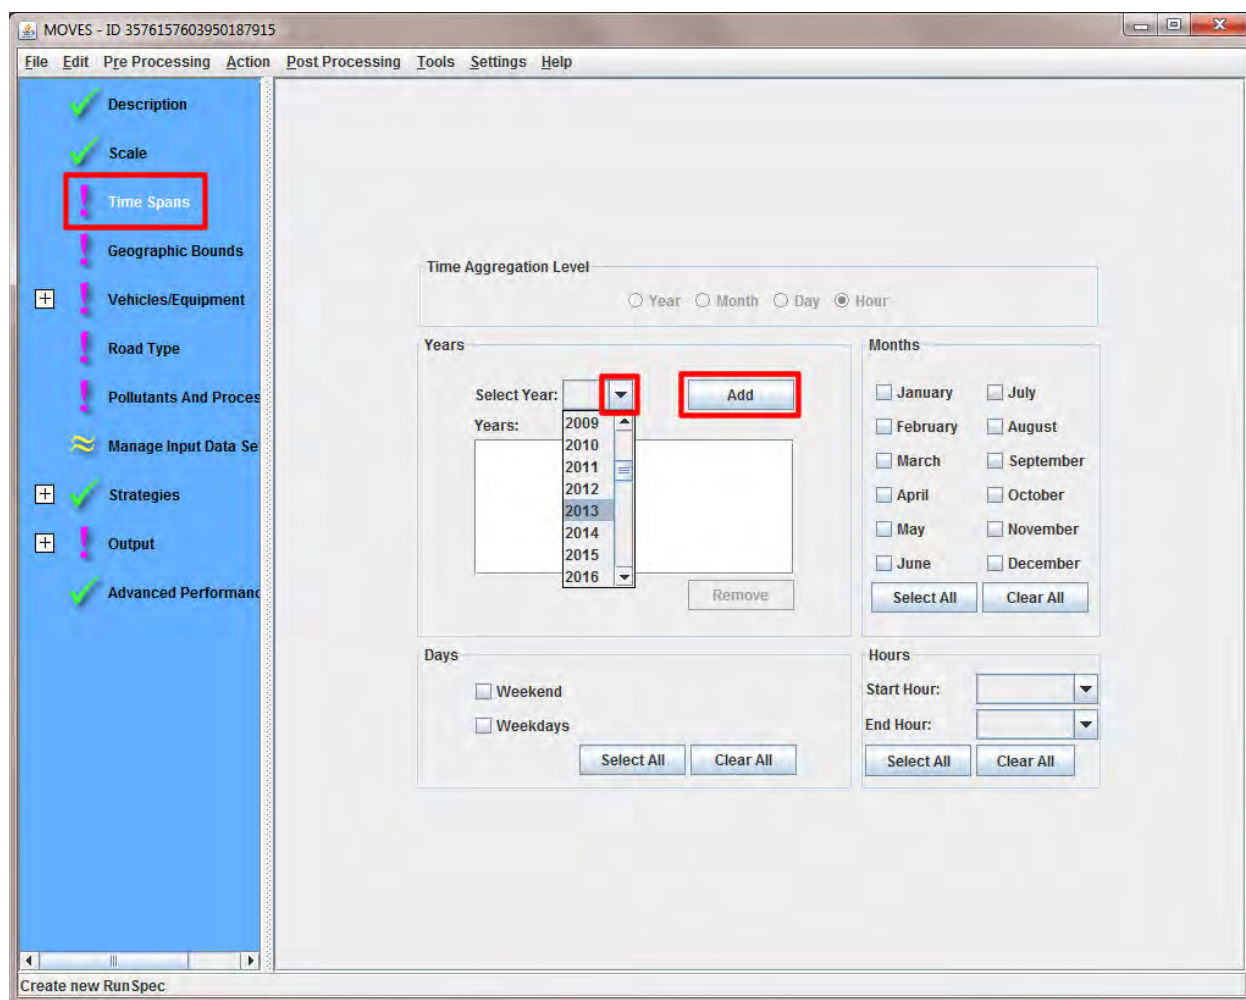 MOVES - ID 3576157603950187915
File Edit Pre Processing Action Post Processing Tools Settings Help
Description
Scale
Time Spans
Geographic Bounds
Vehicles/Equipment
Road Type
Pollutants And Proces
Manage Input Data Se
Strategies
Output
Advanced Performanc
Time Aggregation Level
Year Month Day Hour
Years
Select Year: Add
Years:
2009
2010
2011
2012
2013
2014
2015
2016
Remove
Months
January July
February August
March September
April October
May November
June December
Select All Clear All
Days
Weekend
Weekdays
Select All Clear All
Hours
Start Hour:
End Hour:
Select All Clear All
Create new RunSpec